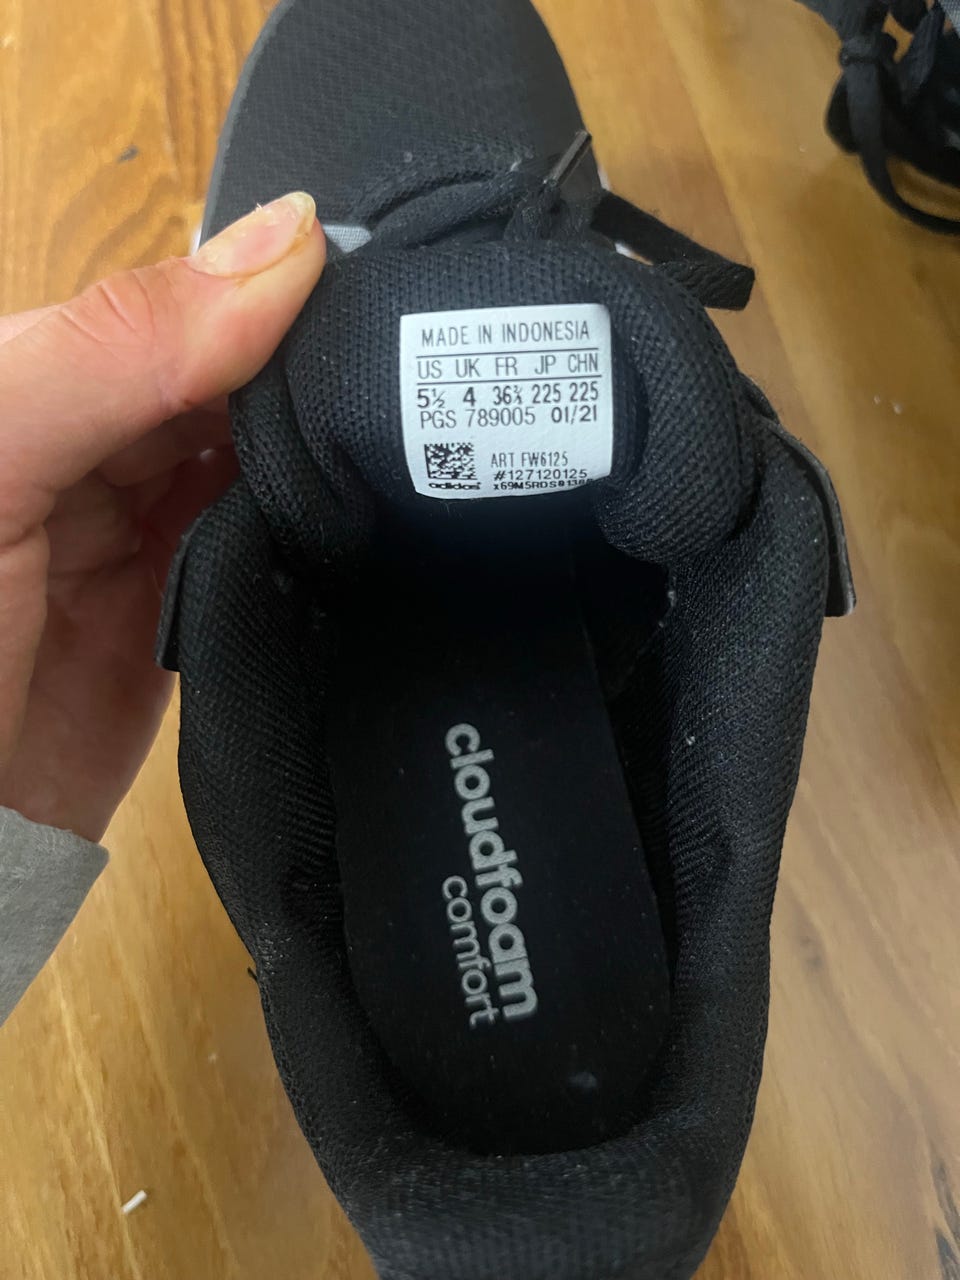 MADE IN INDONESIA
US UK FR JP CHN
5½ 4 36⅔ 225 225
PGS 789005 01/21
ART FW6125
#127120125
adidas
cloudfoam
comfort